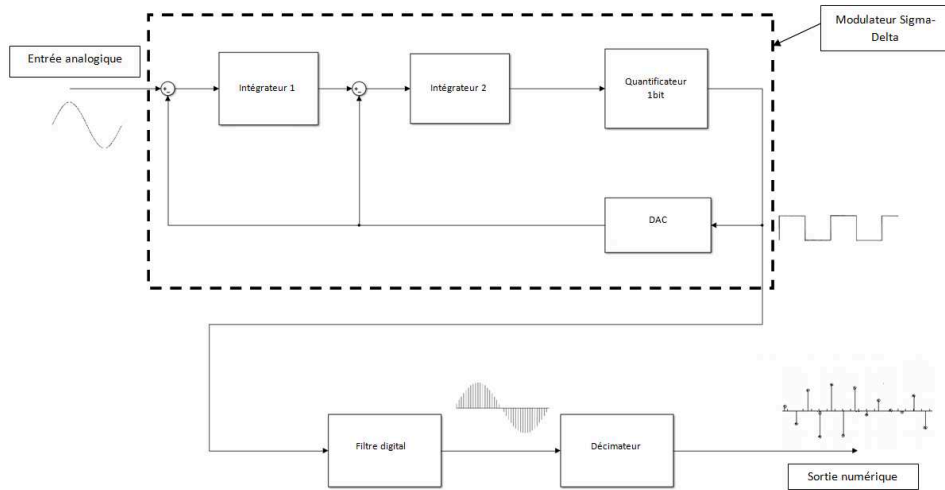 Modulateur Sigma-
Delta
Entrée analogique
Intégrateur 1
Intégrateur 2
Quantificateur
1bit
DAC
Filtre digital
Décimateur
Sortie numérique